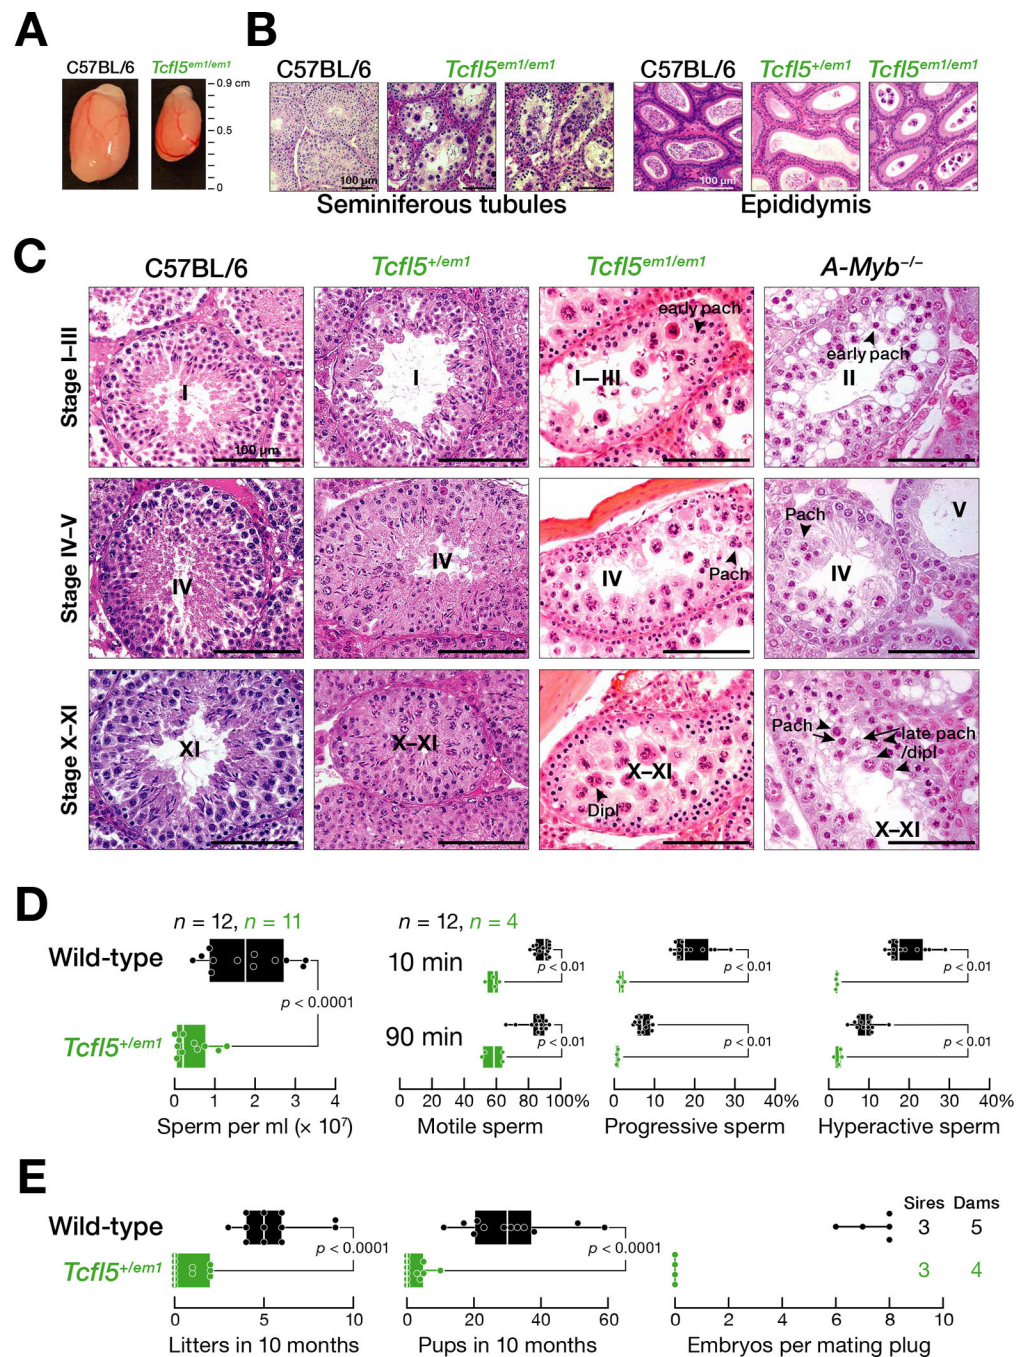 A
C57BL/6 Tcfl5em1/em1
0.9 cm
0.5
0
B
C57BL/6 Tcfl5em1/em1 C57BL/6 Tcfl5+/em1 Tcfl5em1/em1
100 µm 100 µm
Seminiferous tubules Epididymis
C
C57BL/6 Tcfl5+/em1 Tcfl5em1/em1 A-Myb−/−
Stage I–III
I I early pach I—III early pach II
100 µm
Stage IV–V
IV IV IV Pach Pach IV V
Stage X–XI
XI X–XI X–XI Dipl Pach late pach /dipl X–XI
D
n = 12, n = 11 n = 12, n = 4
Wild-type 10 min p < 0.01 p < 0.01 p < 0.01
p < 0.0001
Tcfl5+/em1 90 min p < 0.01 p < 0.01 p < 0.01
0 1 2 3 4 0 20 40 60 80 100% 0 10 20 30 40% 0 10 20 30 40%
Sperm per ml (× 10⁷) Motile sperm Progressive sperm Hyperactive sperm
E
Sires Dams
Wild-type 3 5
p < 0.0001 p < 0.0001
Tcfl5+/em1 3 4
0 5 10 0 20 40 60 0 2 4 6 8 10
Litters in 10 months Pups in 10 months Embryos per mating plug